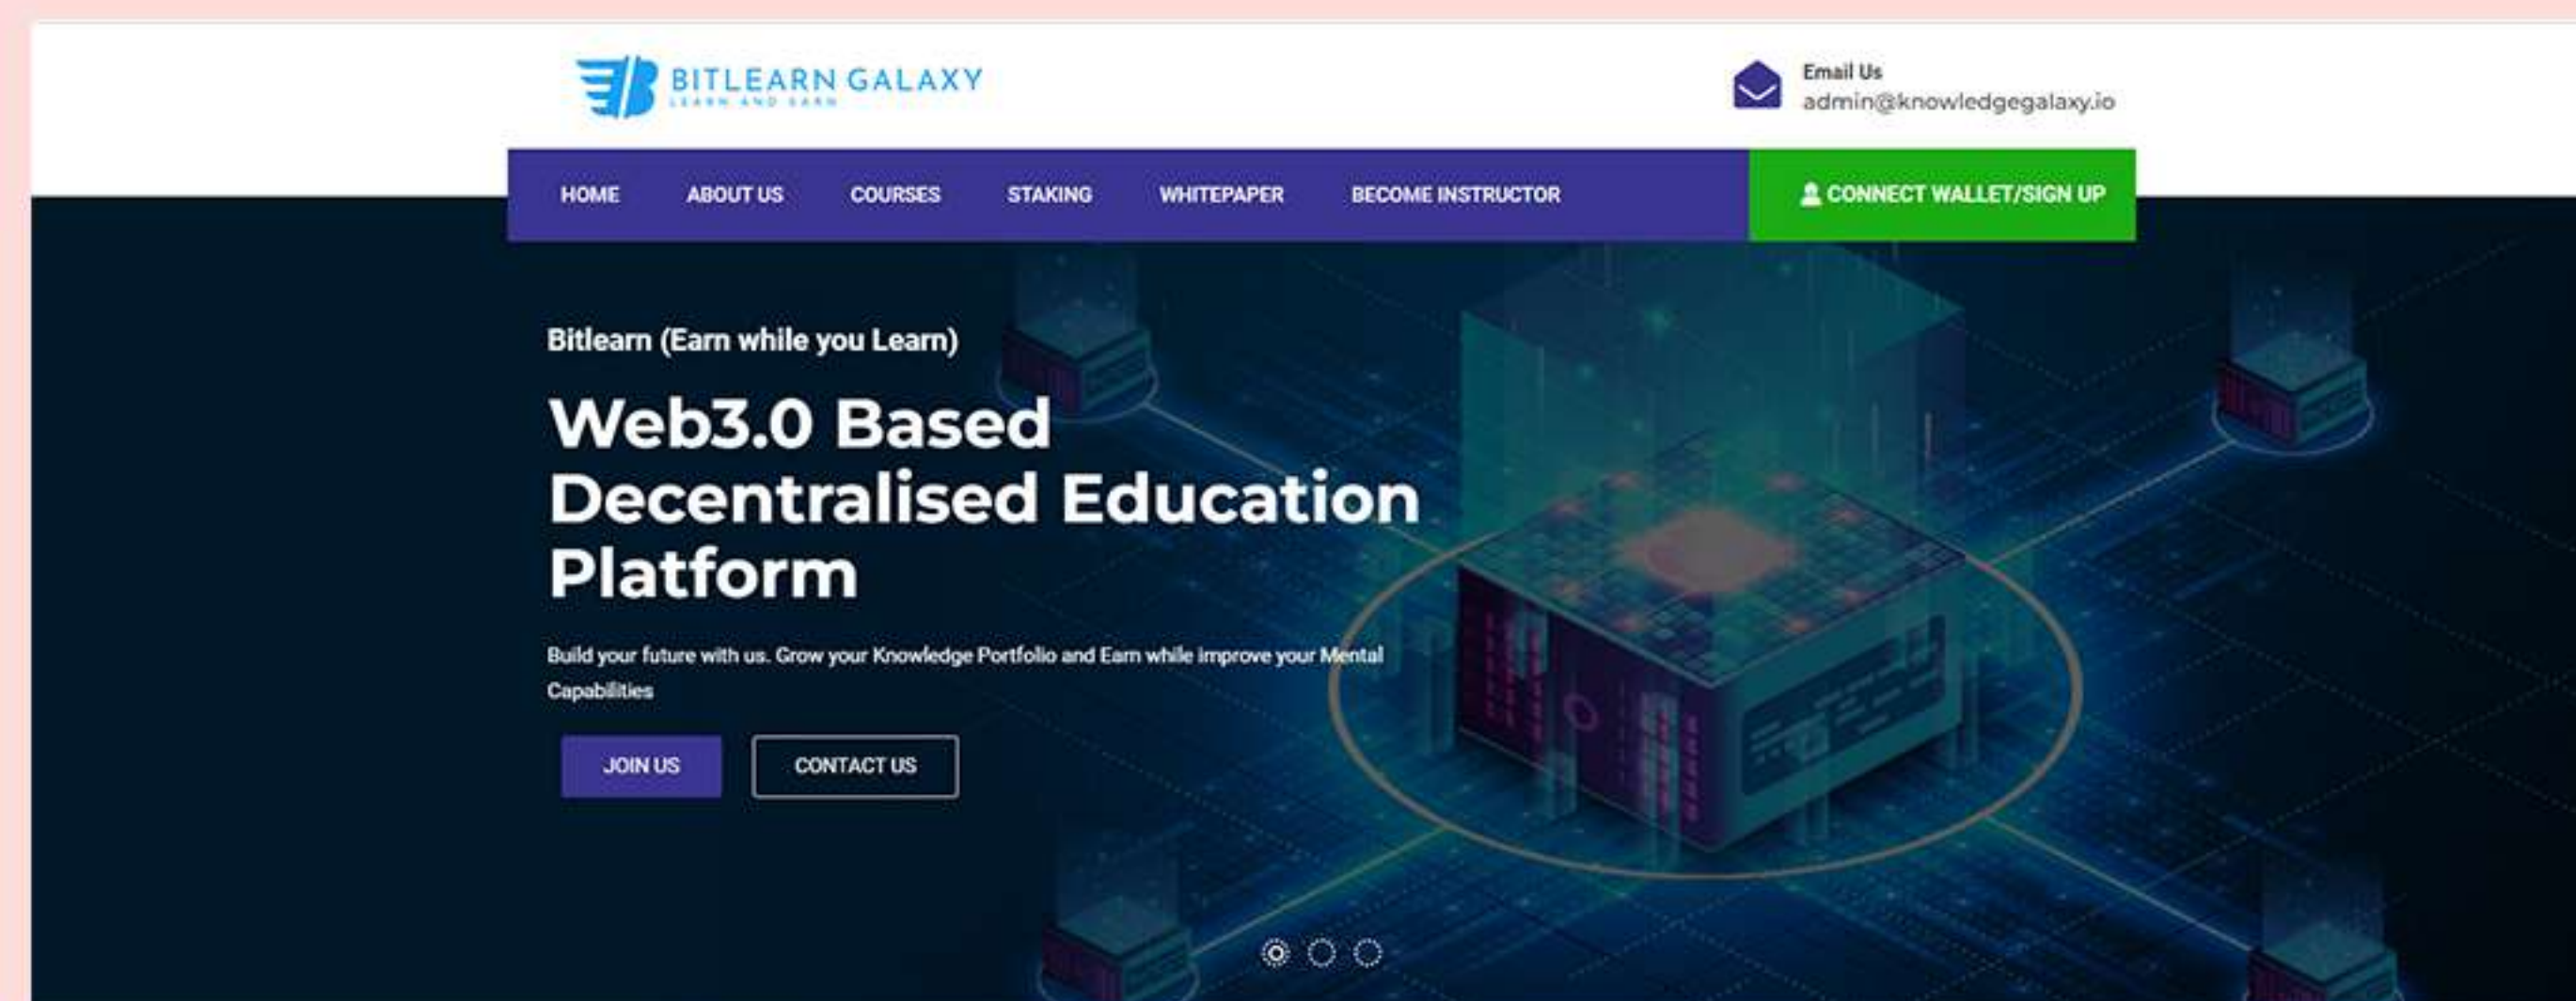 BITLEARN GALAXY
LEARN AND EARN
Email Us
admin@knowledgegalaxy.io
HOME ABOUT US COURSES STAKING WHITEPAPER BECOME INSTRUCTOR CONNECT WALLET/SIGN UP
Bitlearn (Earn while you Learn)
Web3.0 Based
Decentralised Education
Platform
Build your future with us. Grow your Knowledge Portfolio and Earn while improve your Mental
Capabilities
JOIN US CONTACT US